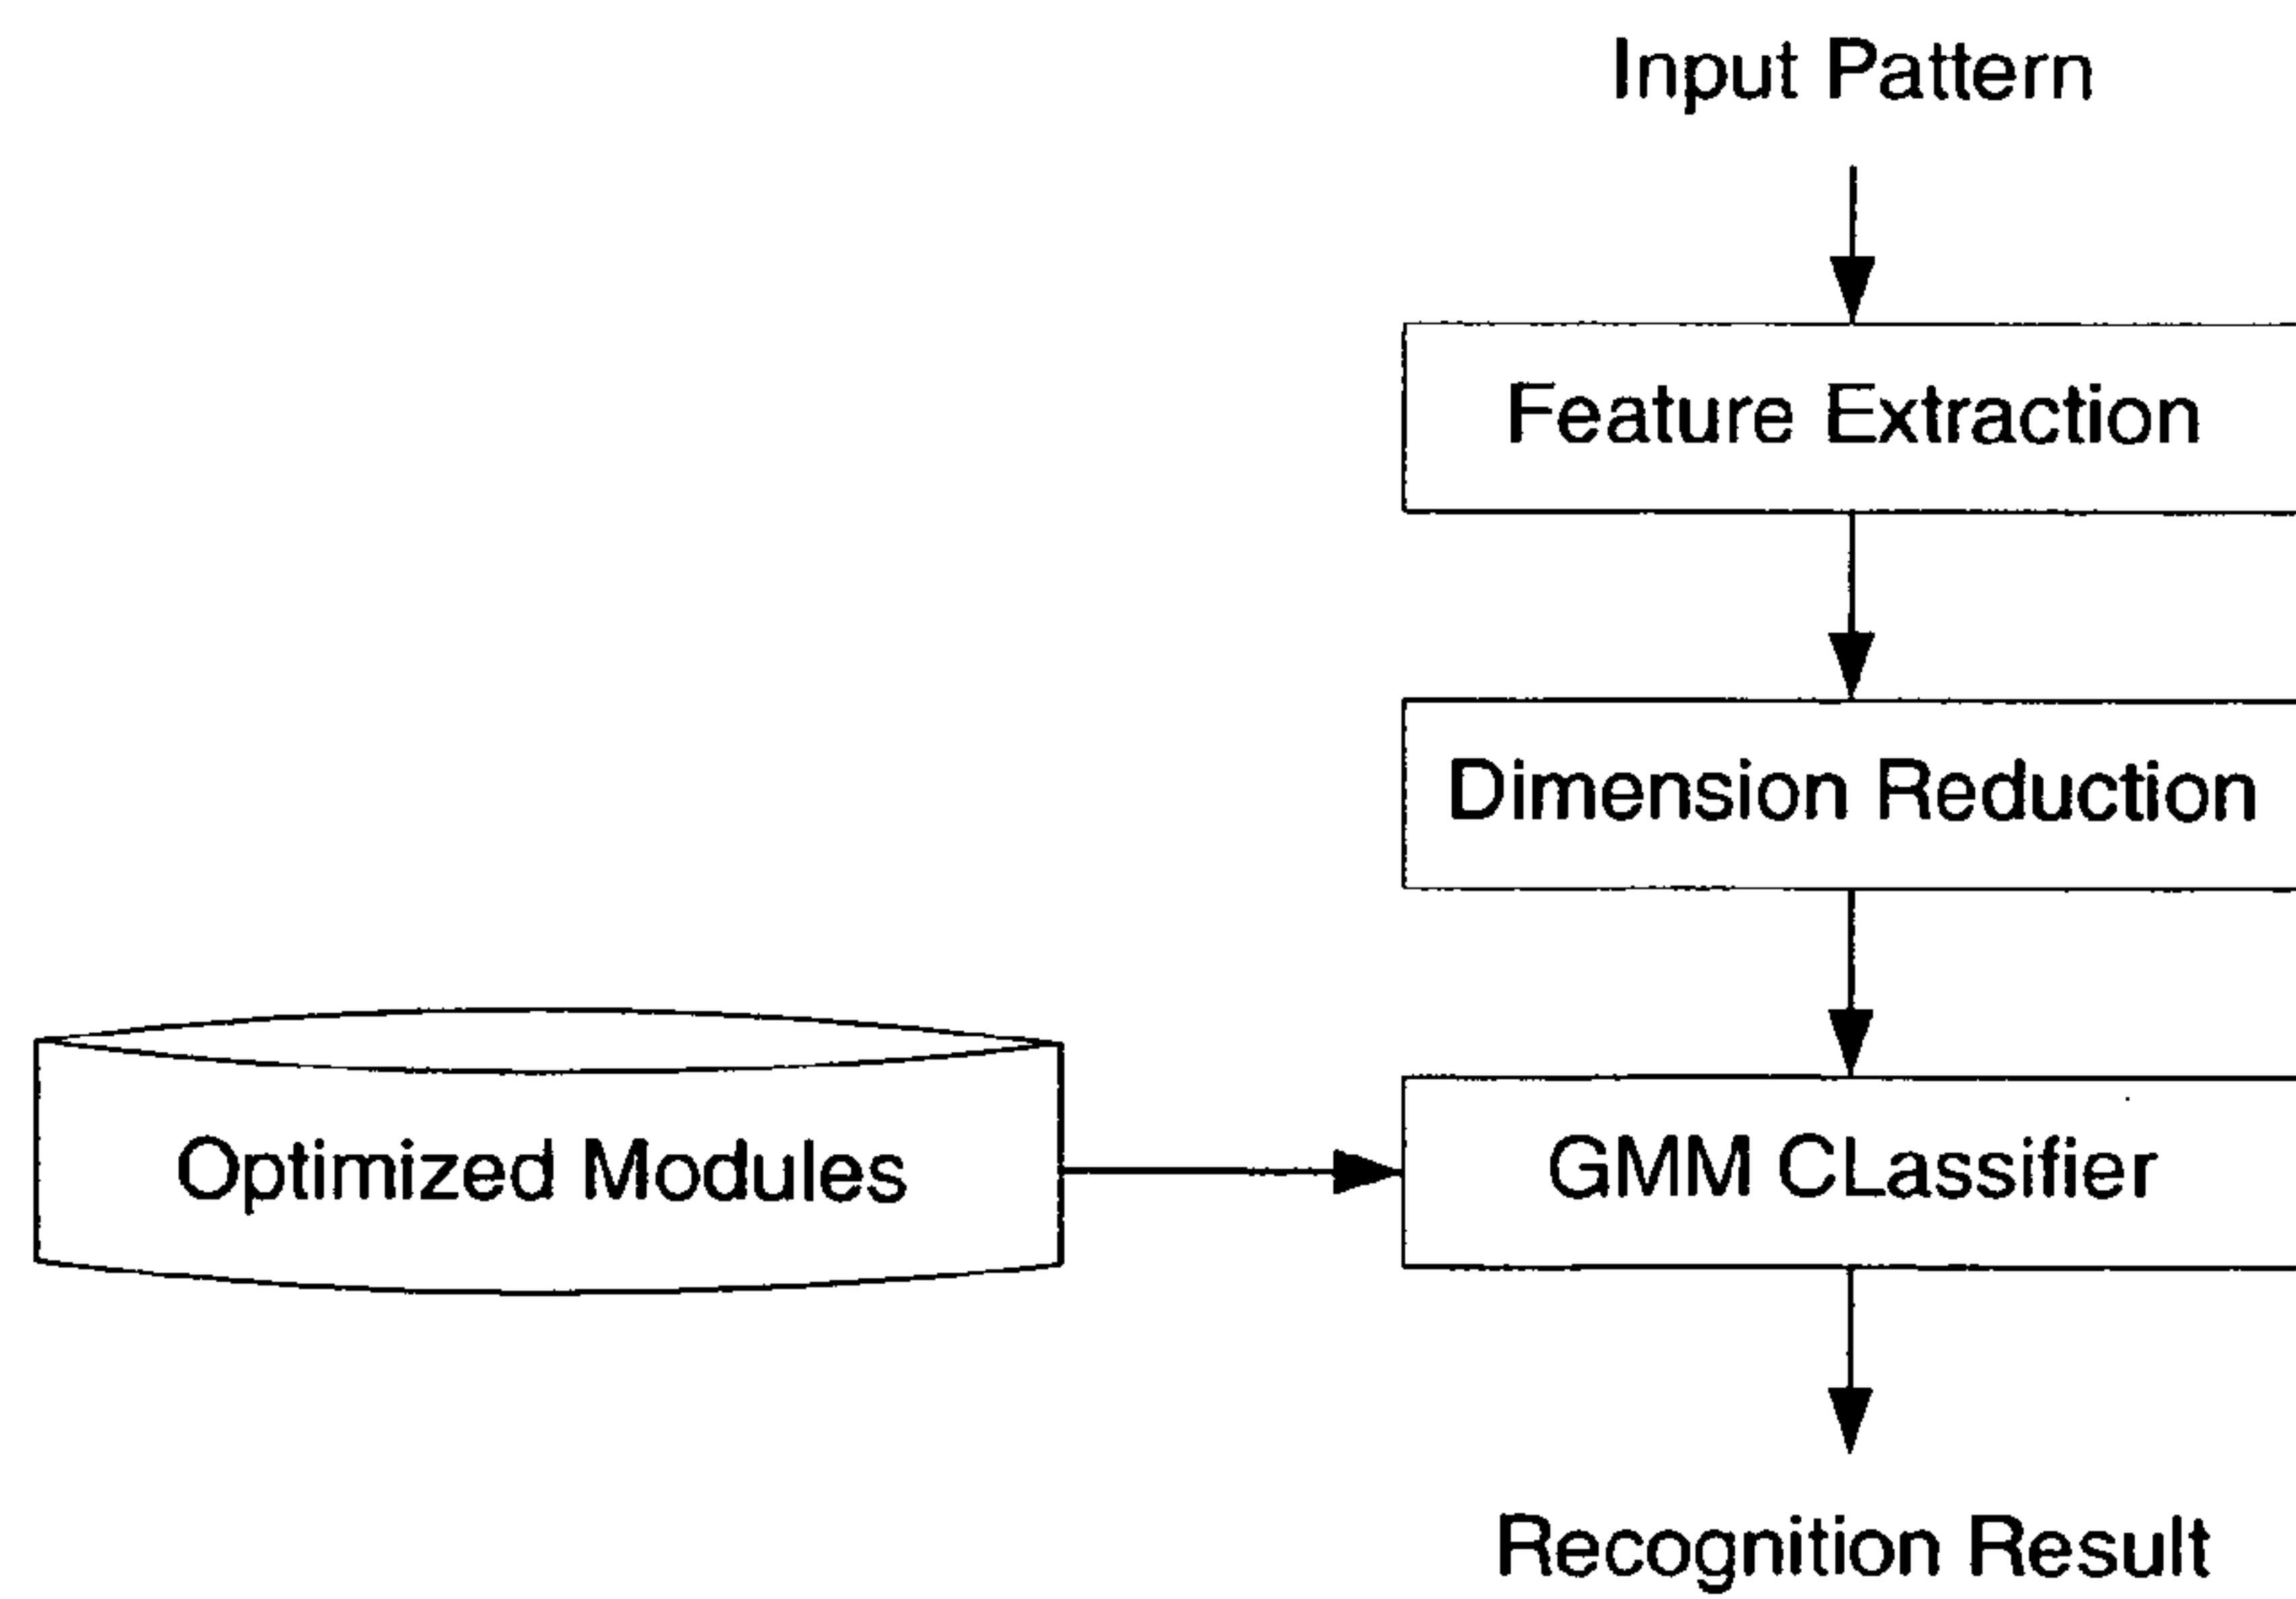 Input Pattern
Feature Extraction
Dimension Reduction
Optimized Modules
GMM CLassifier
Recognition Result